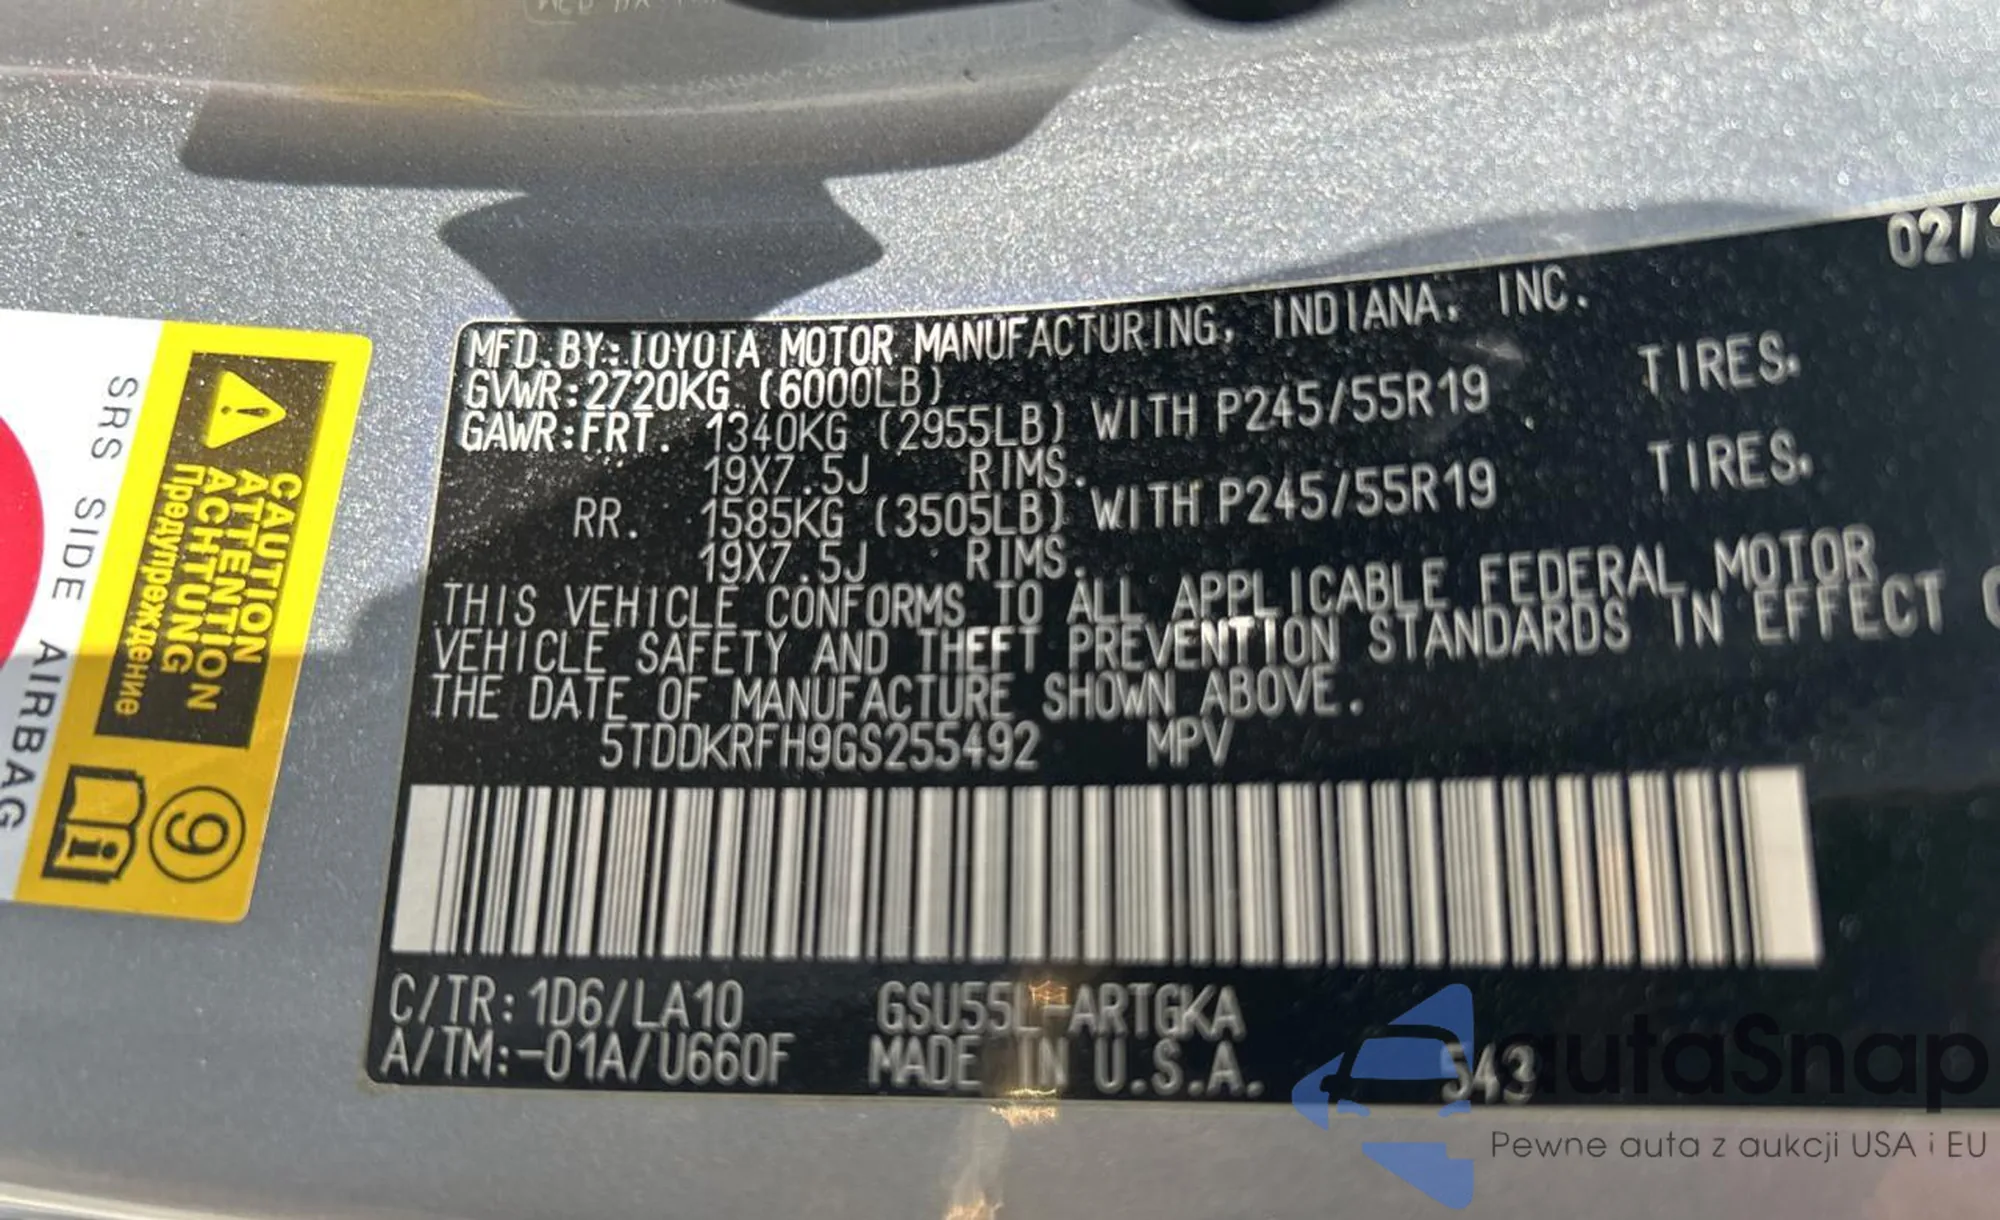 02/
MFD. BY: TOYOTA MOTOR MANUFACTURING, INDIANA, INC.
GVWR: 2720KG (6000LB)
GAWR: FRT. 1340KG (2955LB) WITH P245/55R19 TIRES.
19X7.5J RIMS.
RR. 1585KG (3505LB) WITH P245/55R19 TIRES.
19X7.5J RIMS.
THIS VEHICLE CONFORMS TO ALL APPLICABLE FEDERAL MOTOR
VEHICLE SAFETY AND THEFT PREVENTION STANDARDS IN EFFECT
THE DATE OF MANUFACTURE SHOWN ABOVE.
5TDDKRFH9GS255492 MPV
C/TR: 1D6/LA10 GSU55L-ARTGKA
A/TM:-01A/U660F MADE IN U.S.A. 543
SRS SIDE AIRBAG
CAUTION
ATTENTION
ACHTUNG
Предупреждение
9
i
autaSnap
Pewne auta z aukcji USA i EU